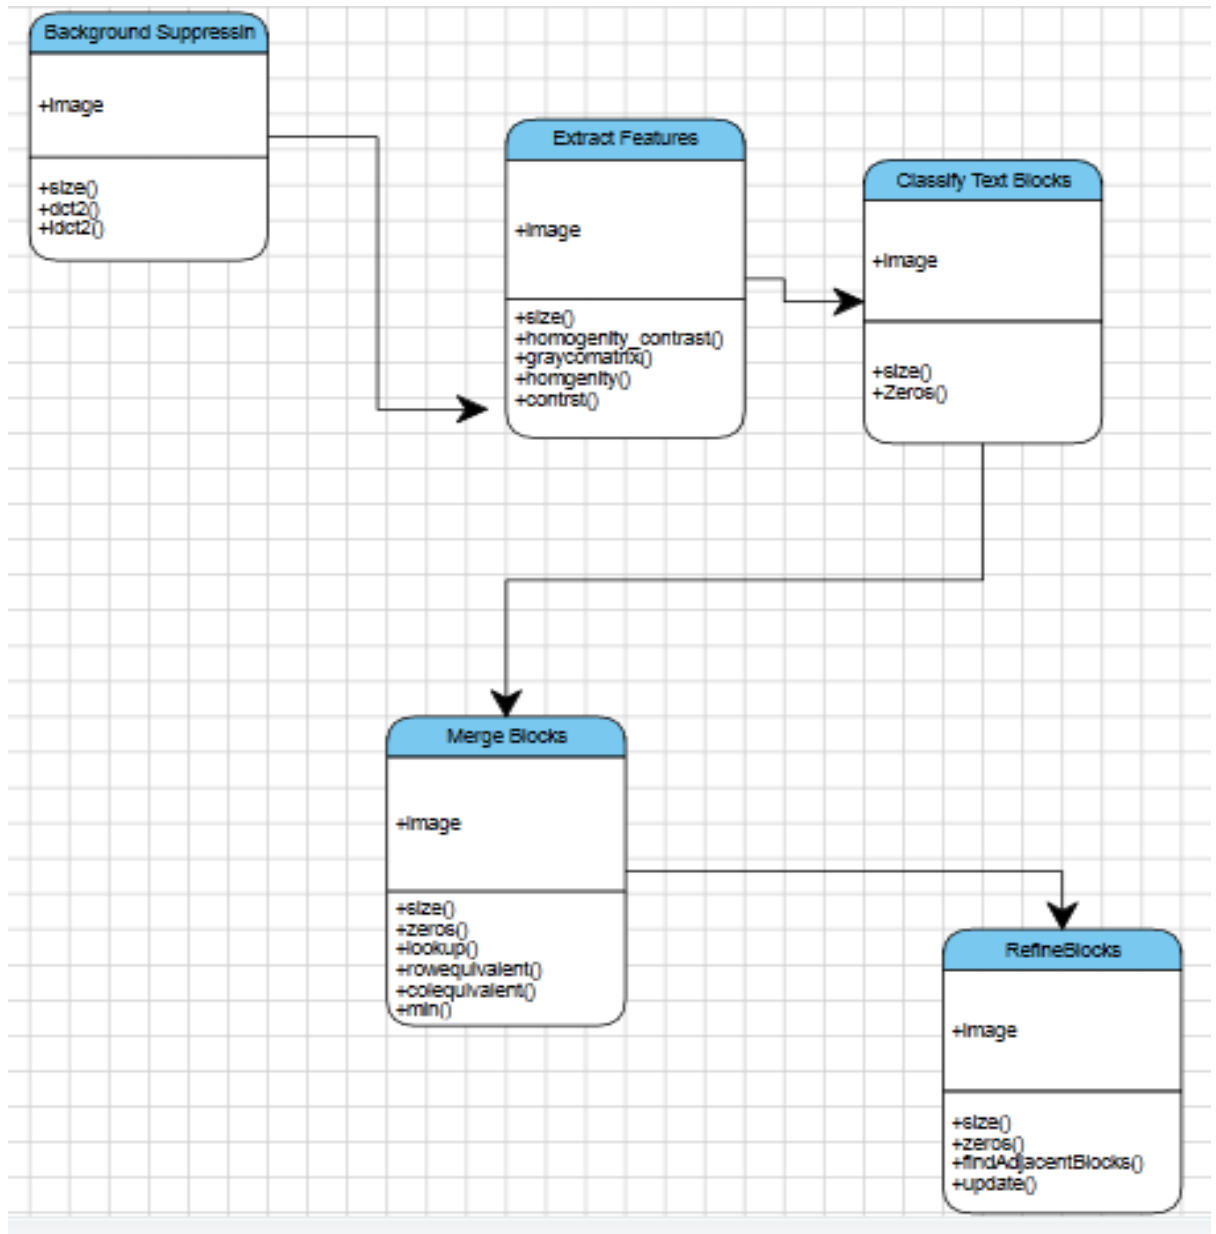 Background Suppressin
+Image
+size()
+dct2()
+idct2()
Extract Features
+Image
+size()
+homogenity_contrast()
+graycomatrix()
+homgenity()
+contrst()
Classify Text Blocks
+Image
+size()
+Zeros()
Merge Blocks
+Image
+size()
+zeros()
+lookup()
+rowequivalent()
+colequivalent()
+min()
RefineBlocks
+Image
+size()
+zeros()
+findAdjacentBlocks()
+update()